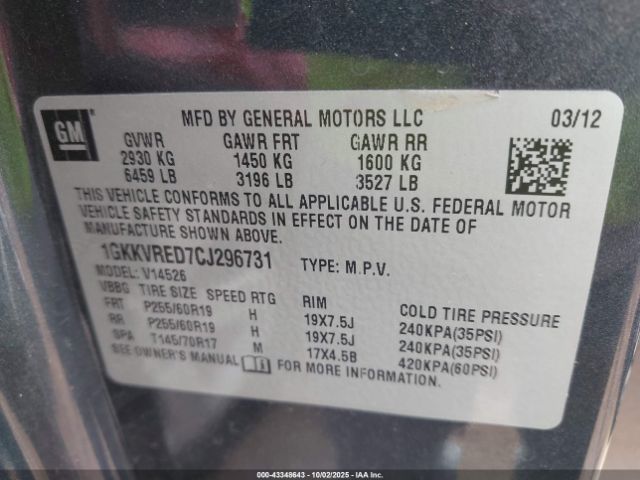 GM
MFD BY GENERAL MOTORS LLC 03/12
GVWR GAWR FRT GAWR RR
2930 KG 1450 KG 1600 KG
6459 LB 3196 LB 3527 LB
THIS VEHICLE CONFORMS TO ALL APPLICABLE U.S. FEDERAL MOTOR
VEHICLE SAFETY STANDARDS IN EFFECT ON THE DATE OF
MANUFACTURE SHOWN ABOVE.
1GKKVRED7CJ296731 TYPE: M.P.V.
MODEL: V14526
VBBG TIRE SIZE SPEED RTG RIM COLD TIRE PRESSURE
FRT P255/60R19 H 19X7.5J 240KPA(35PSI)
RR P255/60R19 H 19X7.5J 240KPA(35PSI)
SPA T145/70R17 M 17X4.5B 420KPA(60PSI)
SEE OWNER'S MANUAL FOR MORE INFORMATION.
000-43348643 - 10/02/2025 - IAA Inc.